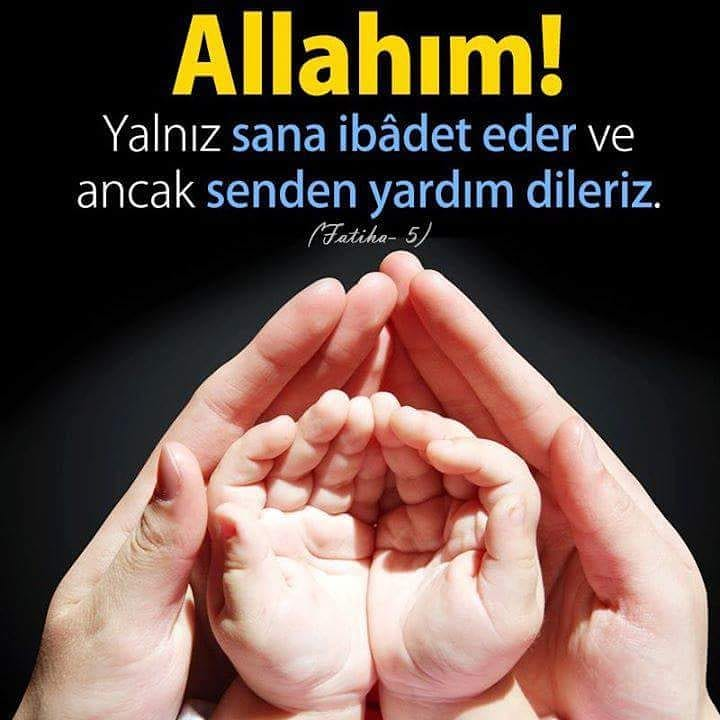 Allahım!
Yalnız sana ibâdet eder ve
ancak senden yardım dileriz.
(Fatiha- 5)